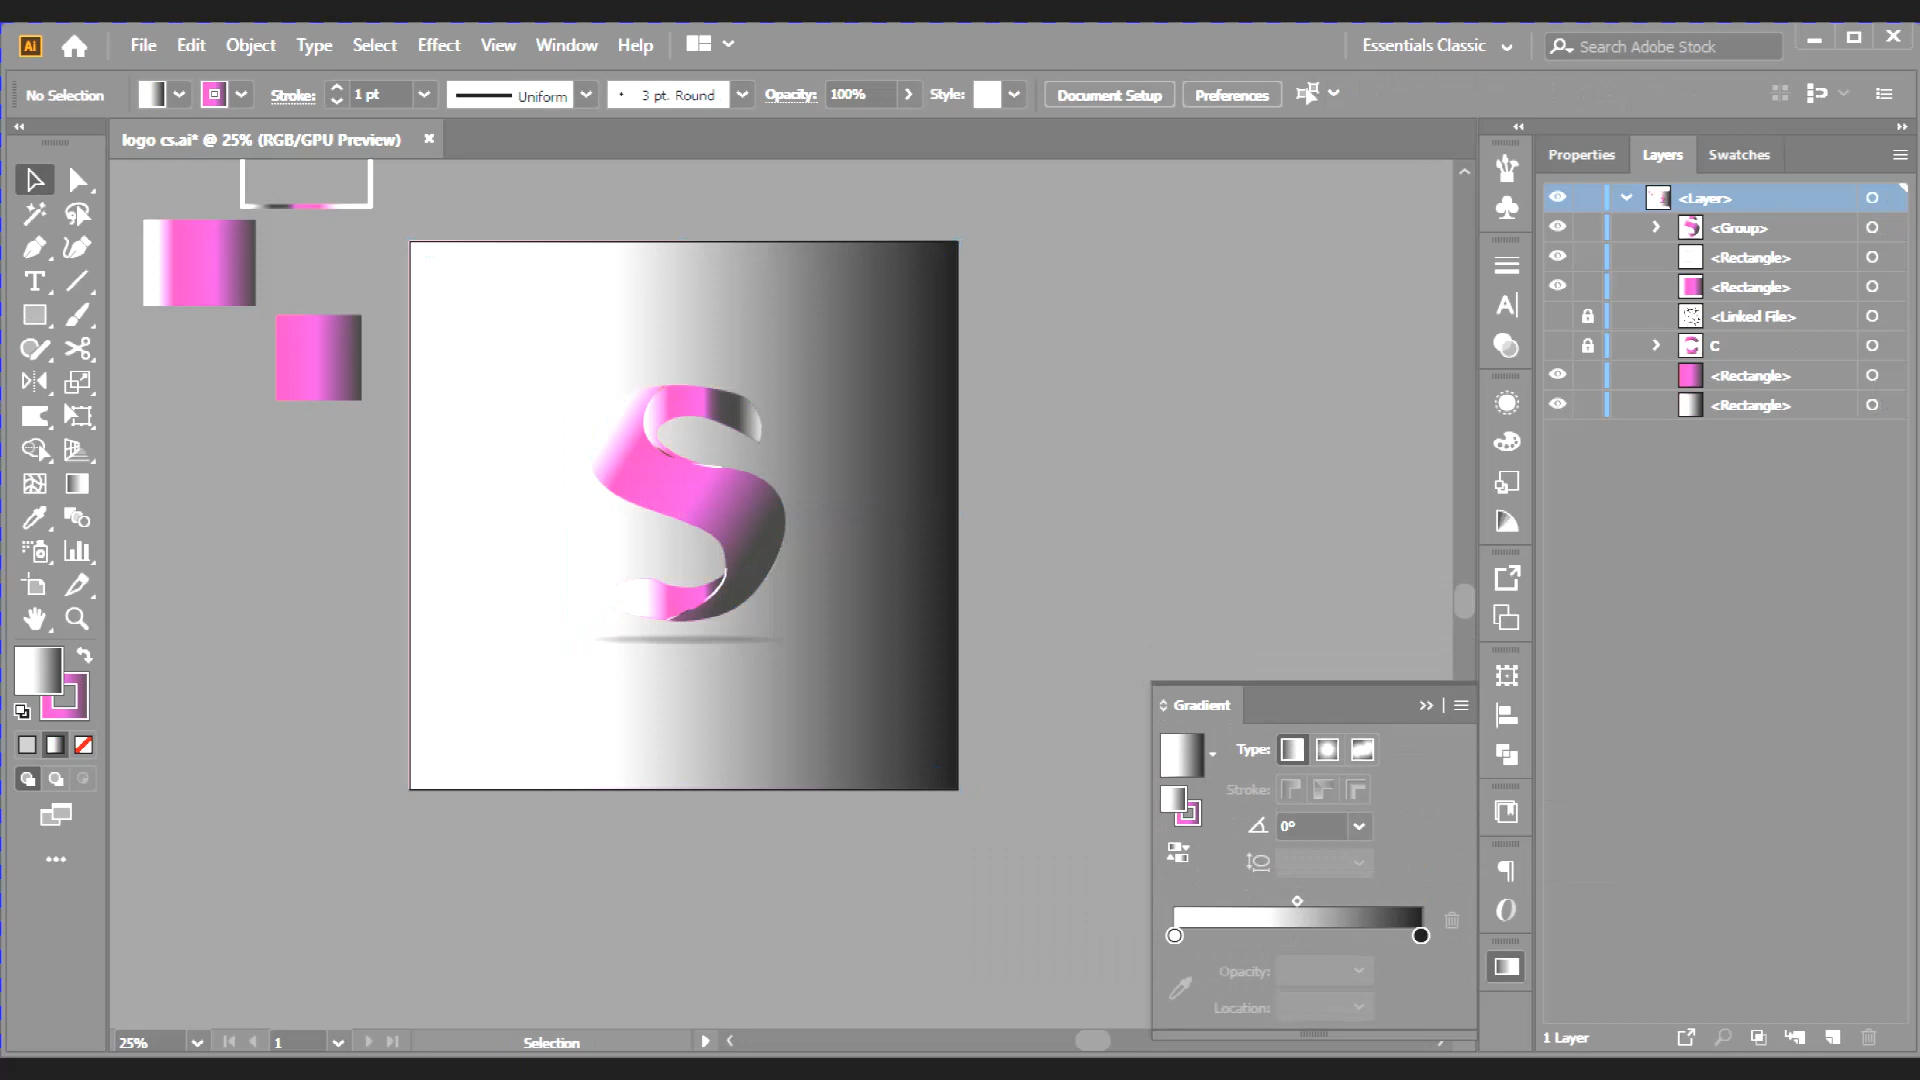 Ai File Edit Object Type Select Effect View Window Help Essentials Classic Search Adobe Stock
No Selection Stroke: 1 pt Uniform 3 pt. Round Opacity: 100% Style: Document Setup Preferences
logo cs.ai* @ 25% (RGB/GPU Preview)
Properties Layers Swatches
<Layer>
<Group>
<Rectangle>
<Rectangle>
<Linked File>
C
<Rectangle>
<Rectangle>
S
Gradient
Type:
Stroke:
0°
Opacity:
Location:
25% 1 Selection
1 Layer